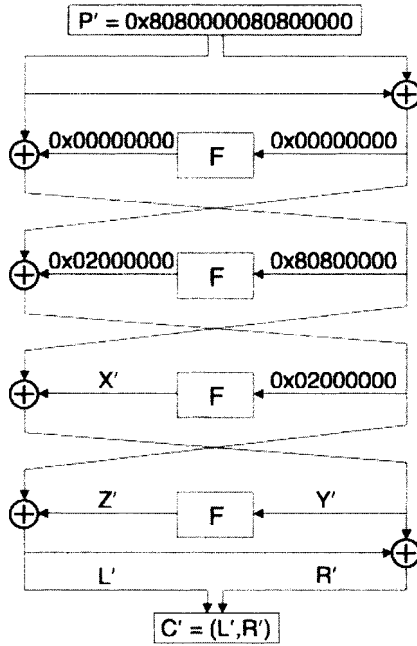 P' = 0x8080000080800000
0x00000000 F 0x00000000
0x02000000 F 0x80800000
X' F 0x02000000
Z' F Y'
L' R'
C' = (L',R')